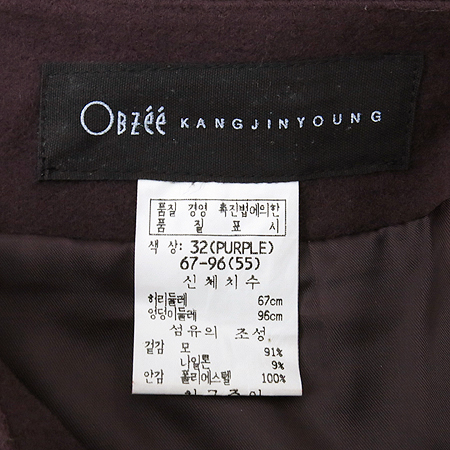 OBZÉÉ KANGJINYOUNG
품질 경영 촉진법에의한
품 질 표 시
색 상: 32(PURPLE)
67-96(55)
신체치수
허리둘레 67cm
엉덩이둘레 96cm
섬유의 조성
겉감 모 91%
나일론 9%
안감 폴리에스텔 100%